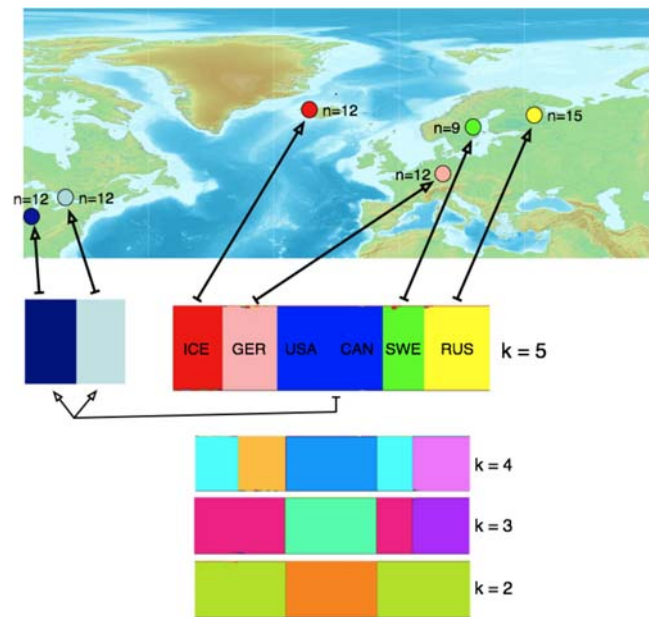 n=12
n=9
n=15
n=12
n=12
n=12
ICE GER USA CAN SWE RUS
k = 5
k = 4
k = 3
k = 2